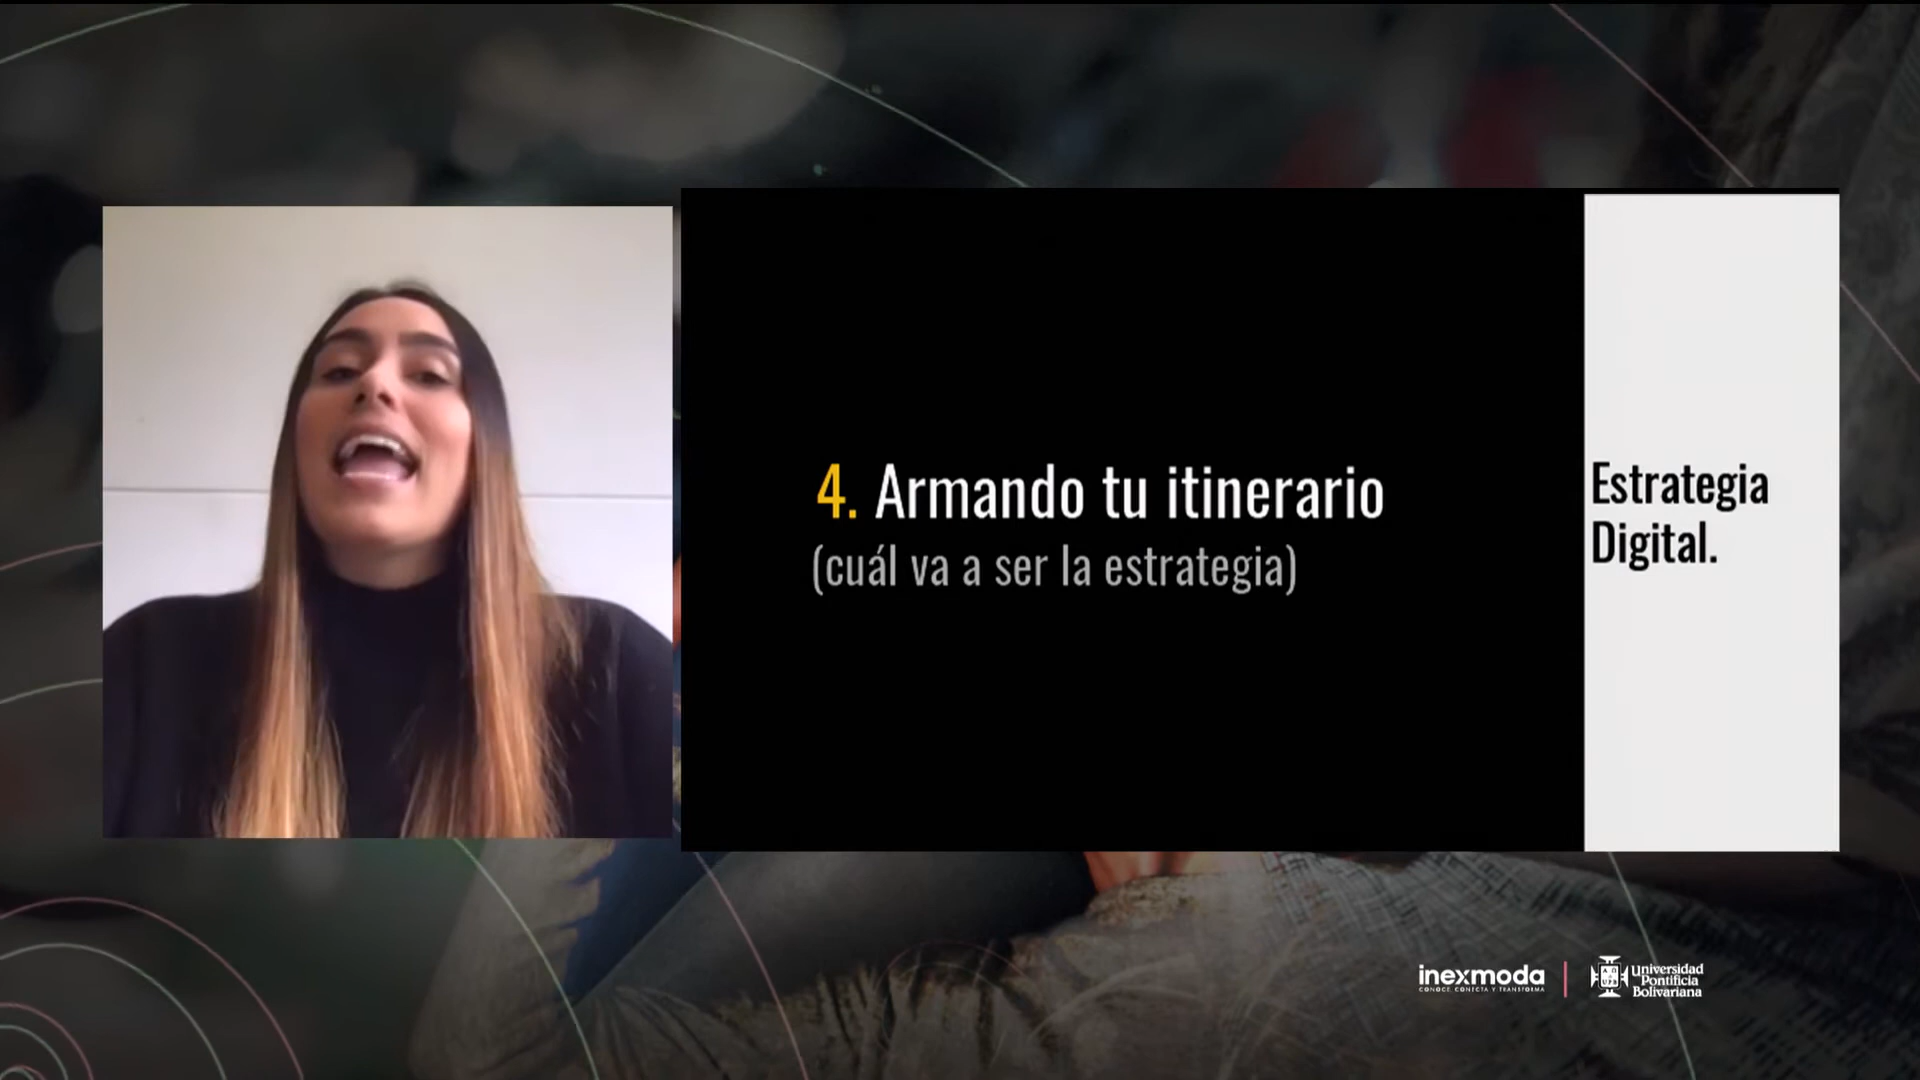 4. Armando tu itinerario
(cuál va a ser la estrategia)
Estrategia
Digital.
inexmoda
CONOCE, CONECTA Y TRANSFORMA
Universidad
Pontificia
Bolivariana